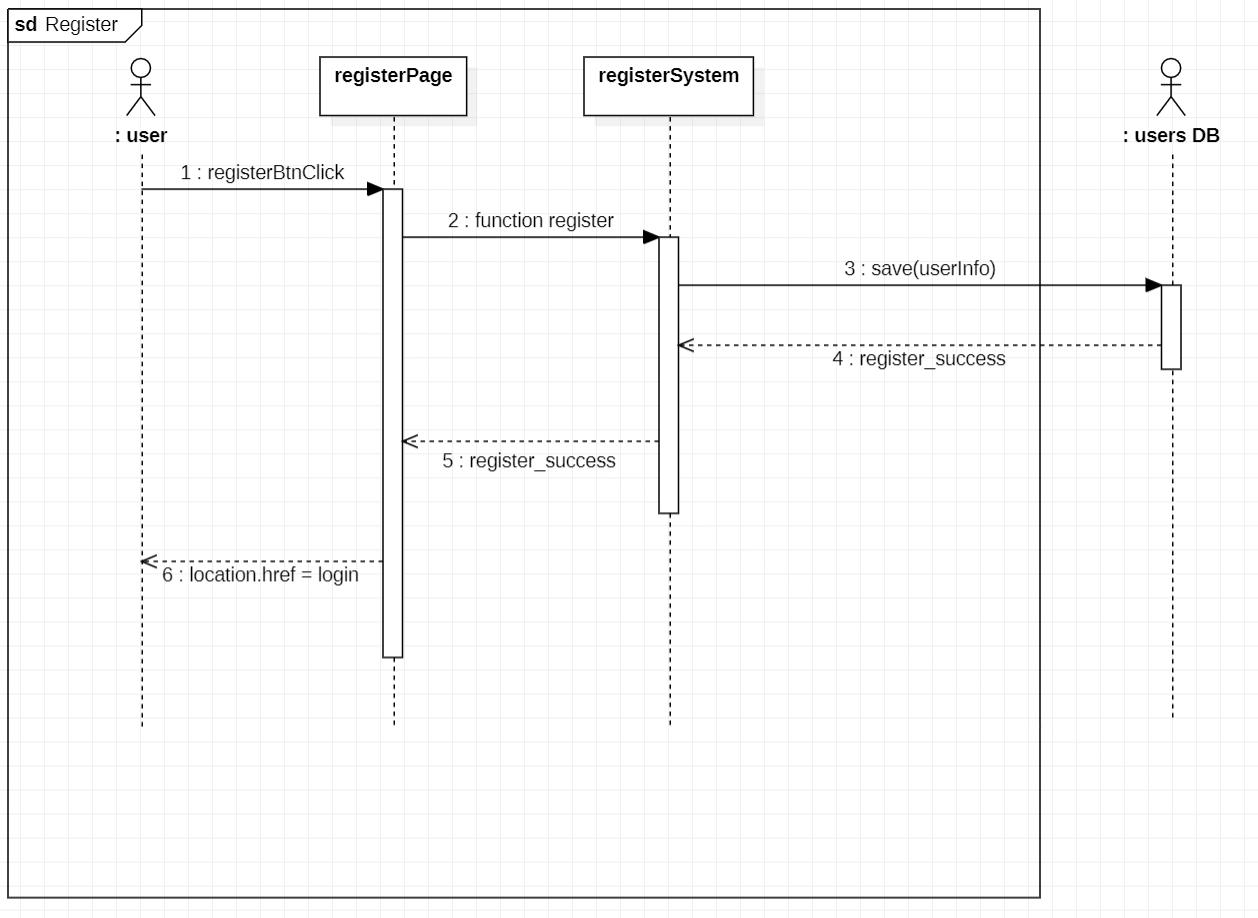 sd Register
registerPage
registerSystem
: user
: users DB
1 : registerBtnClick
2 : function register
3 : save(userInfo)
4 : register_success
5 : register_success
6 : location.href = login